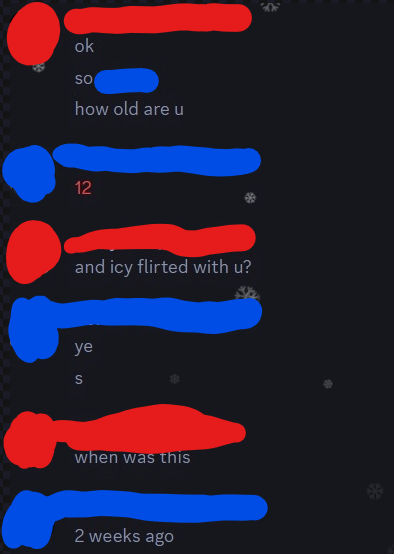 ok
so
how old are u
12
and icy flirted with u?
ye
s
when was this
2 weeks ago